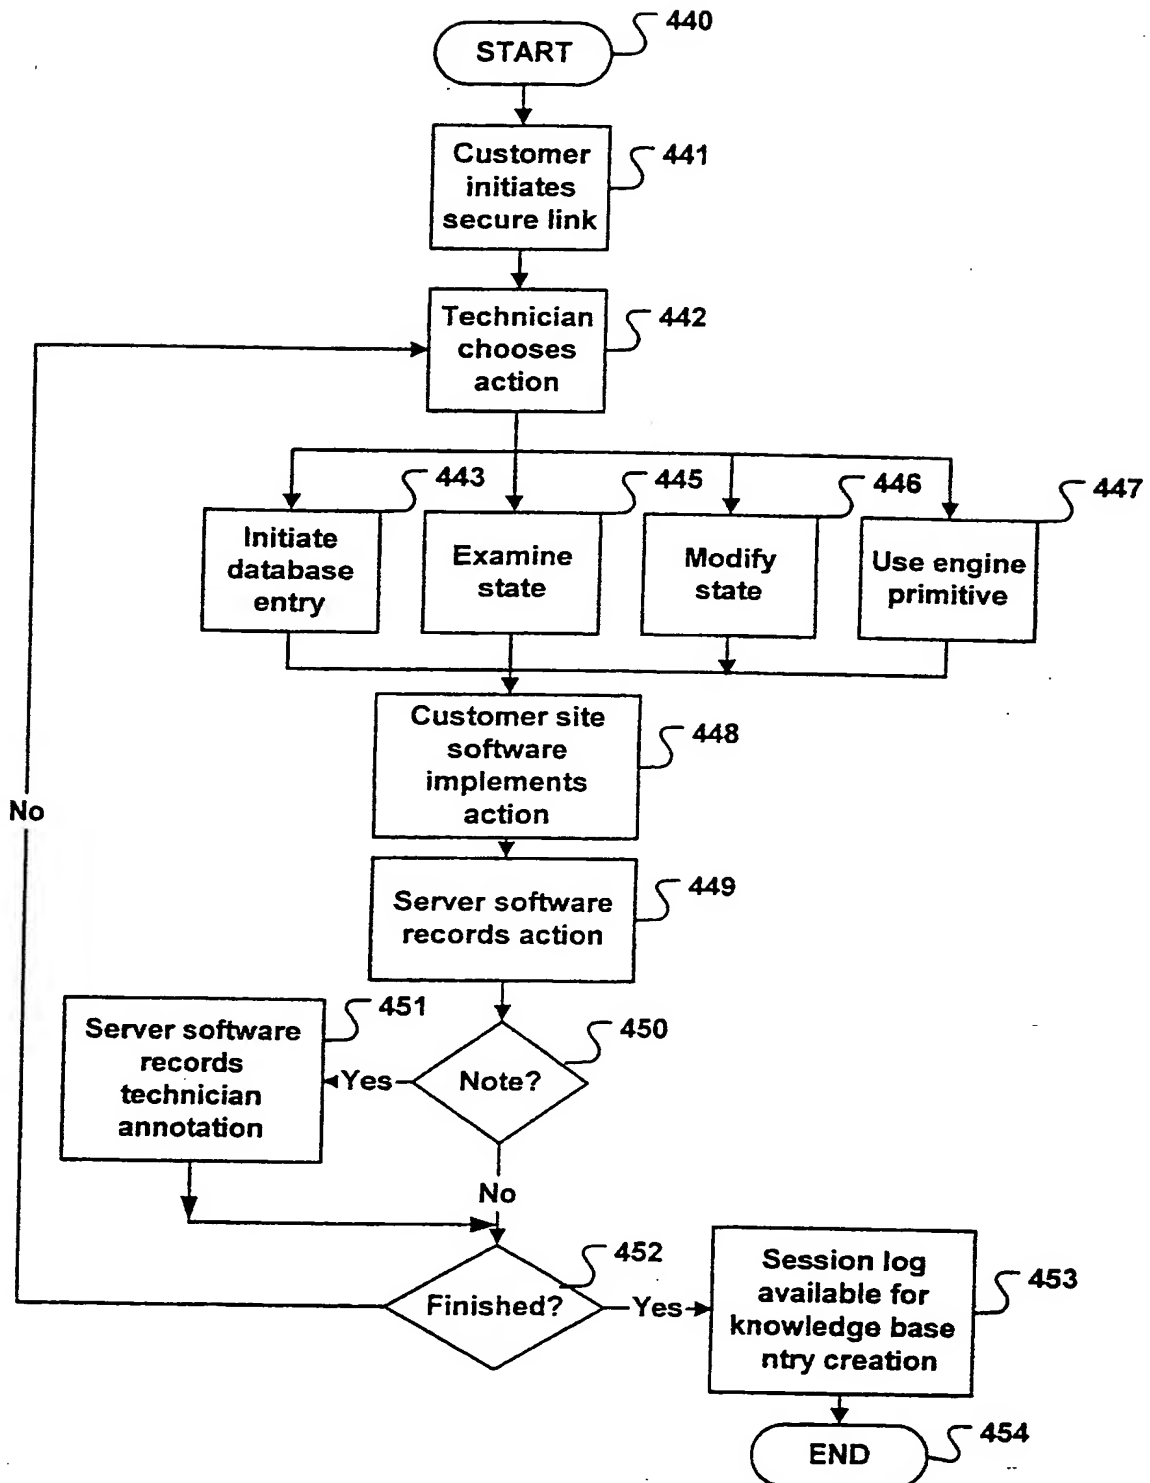 START
440
Customer
initiates
secure link
441
Technician
chooses
action
442
443
445
446
447
Initiate
database
entry
Examine
state
Modify
state
Use engine
primitive
Customer site
software
implements
action
448
No
Server software
records action
449
Server software
records
technician
annotation
451
Yes
Note?
450
No
Finished?
452
Yes
Session log
available for
knowledge base
ntry creation
453
END
454